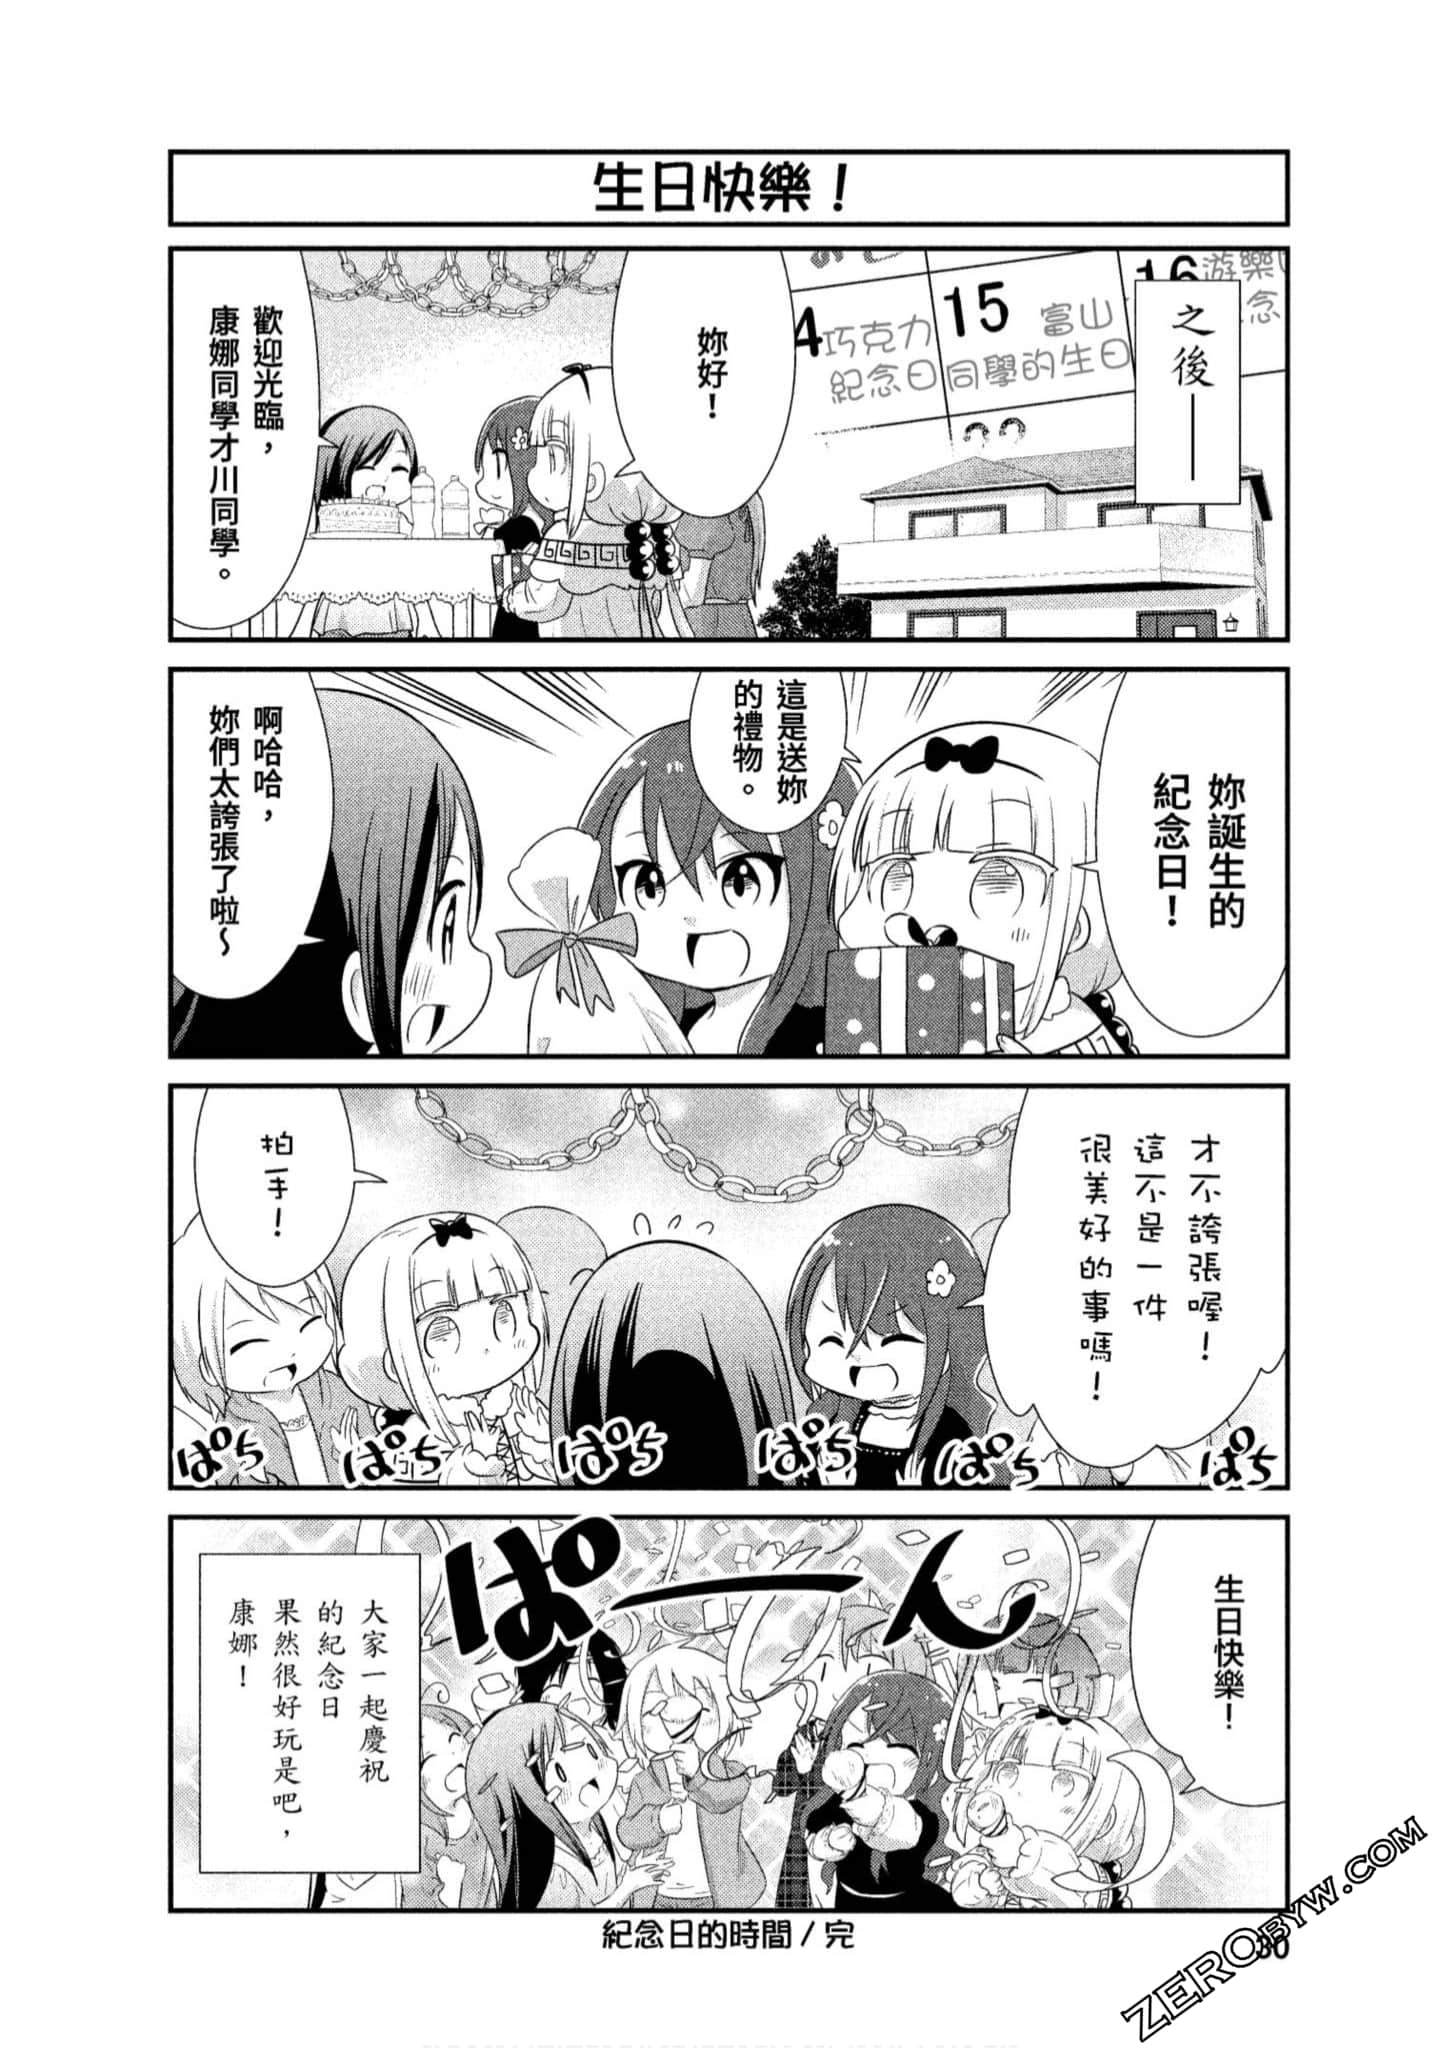 生日快樂！
之後——
16
遊樂
念
15
富山
同學的生日
4
巧克力
紀念日
妳好！
歡迎光臨，
康娜同學才川同學。
妳誕生的
紀念日！
這是送妳
的禮物。
啊哈哈，
妳們太誇張了啦～
才不誇張喔！
這不是一件
很美好的事嗎！
拍手！
ぱち
ぱち
ぱち
ぱち
ぱち
ぱち
生日快樂！
ぱーん
大家一起慶祝
的紀念日
果然很好玩是吧，
康娜！
紀念日的時間/完
30
ZEROBYW.COM